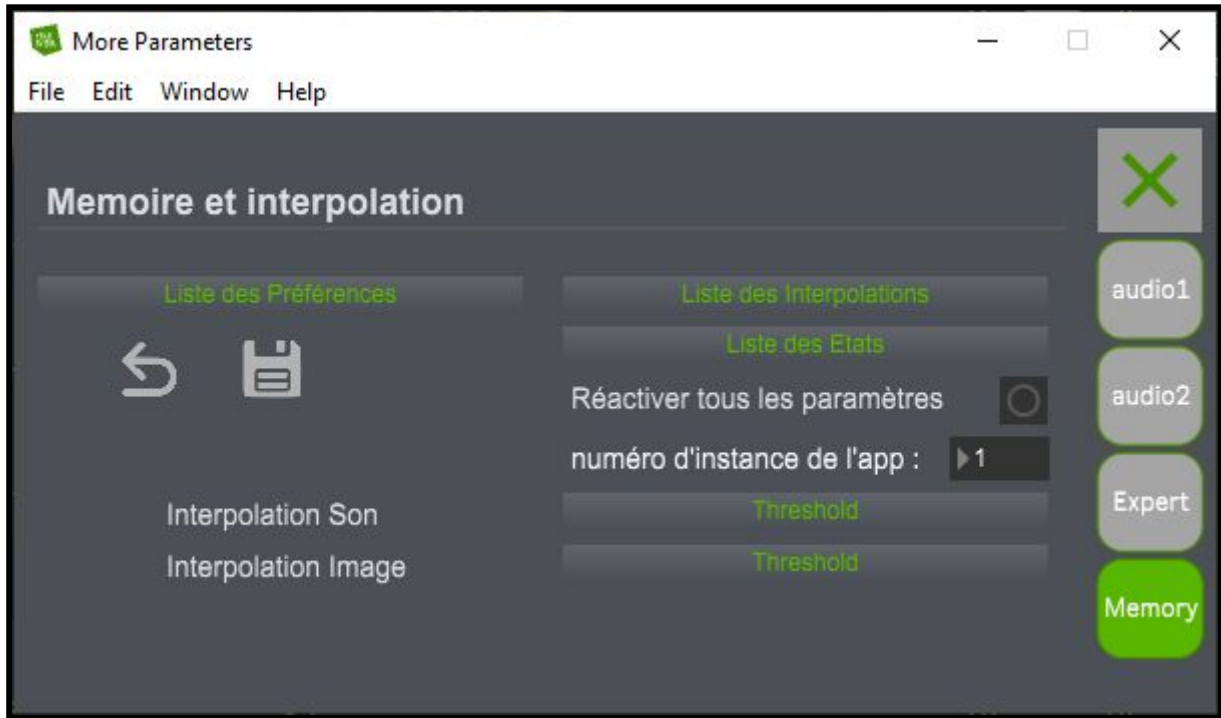 More Parameters
File Edit Window Help
Memoire et interpolation
Liste des Préférences
Liste des Interpolations
Liste des Etats
Réactiver tous les paramètres
numéro d'instance de l'app : 1
Interpolation Son Threshold
Interpolation Image Threshold
audio1
audio2
Expert
Memory